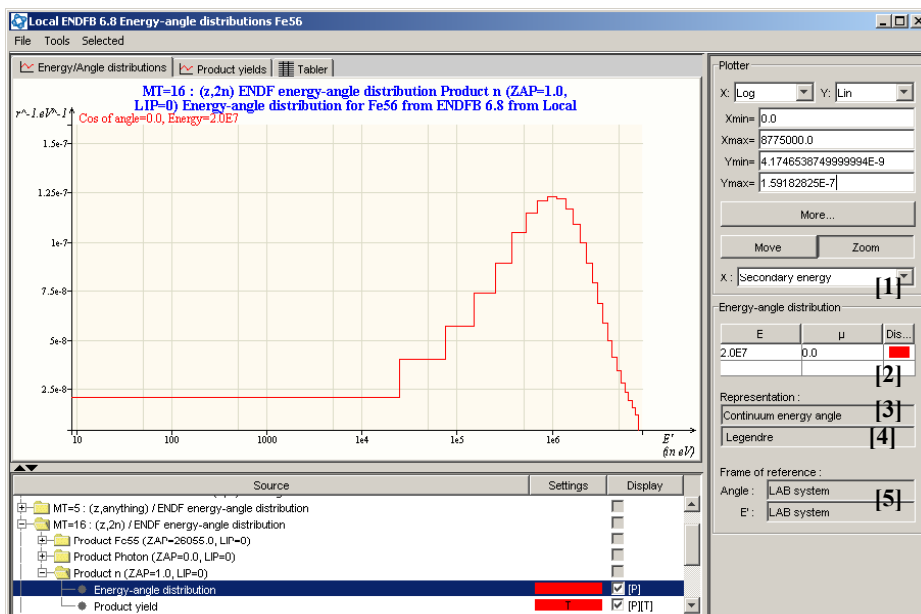 Local ENDFB 6.8 Energy-angle distributions Fe56
File Tools Selected
Energy/Angle distributions Product yields Tabler
MT=16 : (z,2n) ENDF energy-angle distribution Product n (ZAP=1.0,
LIP=0) Energy-angle distribution for Fe56 from ENDFB 6.8 from Local
r^-1.eV^-1
Cos of angle=0.0, Energy=2.0E7
1.5e-7
1.25e-7
1e-7
7.5e-8
5e-8
2.5e-8
10 100 1000 1e4 1e5 1e6 E'
(in eV)
Source Settings Display
MT=5 : (z,anything) / ENDF energy-angle distribution
MT=16 : (z,2n) / ENDF energy-angle distribution
Product Fe55 (ZAP=26055.0, LIP=0)
Product Photon (ZAP=0.0, LIP=0)
Product n (ZAP=1.0, LIP=0)
Energy-angle distribution [P]
Product yield T [P][T]
Plotter
X: Log Y: Lin
Xmin= 0.0
Xmax= 8775000.0
Ymin= 4.1746538749999994E-9
Ymax= 1.59182825E-7
More...
Move Zoom
X : Secondary energy
[1]
Energy-angle distribution
E μ Dis...
2.0E7 0.0
[2]
Representation :
Continuum energy angle [3]
Legendre [4]
Frame of reference :
Angle : LAB system
[5]
E' : LAB system